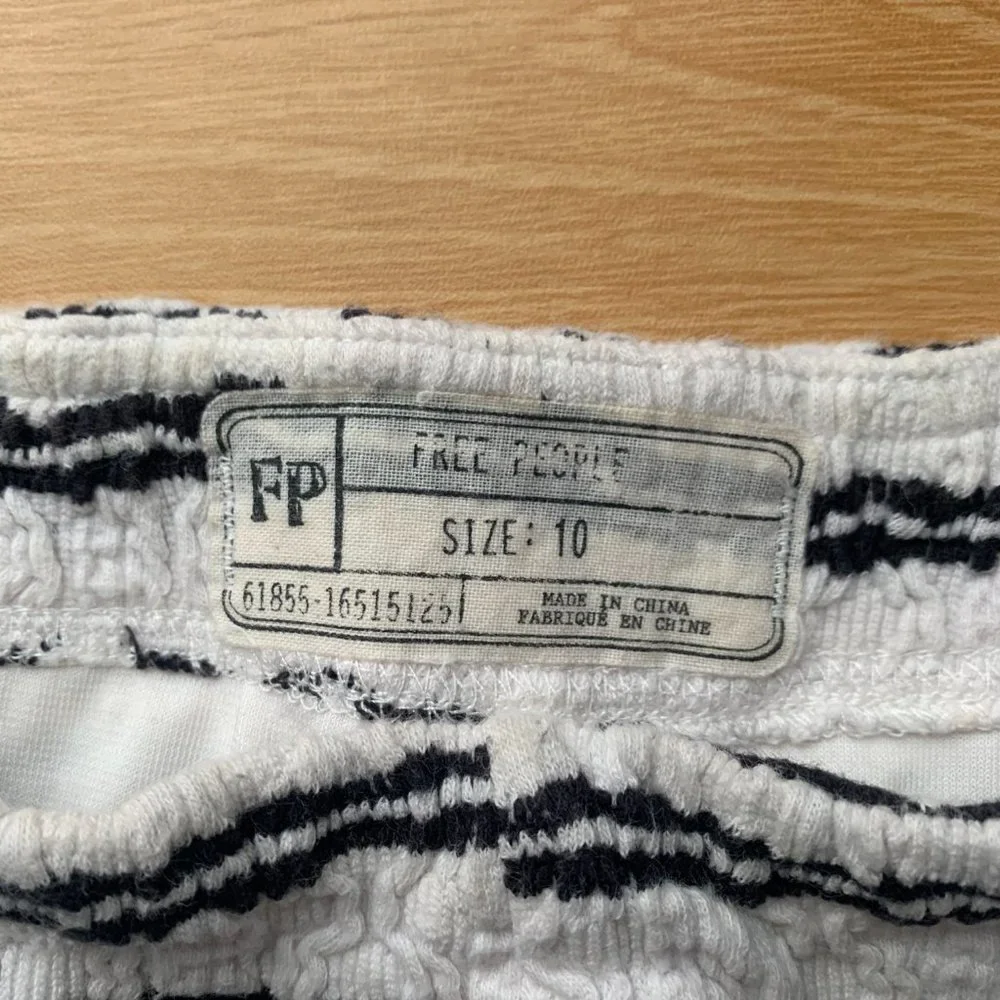 FP
FREE PEOPLE
SIZE: 10
61855-16515125
MADE IN CHINA
FABRIQUÉ EN CHINE